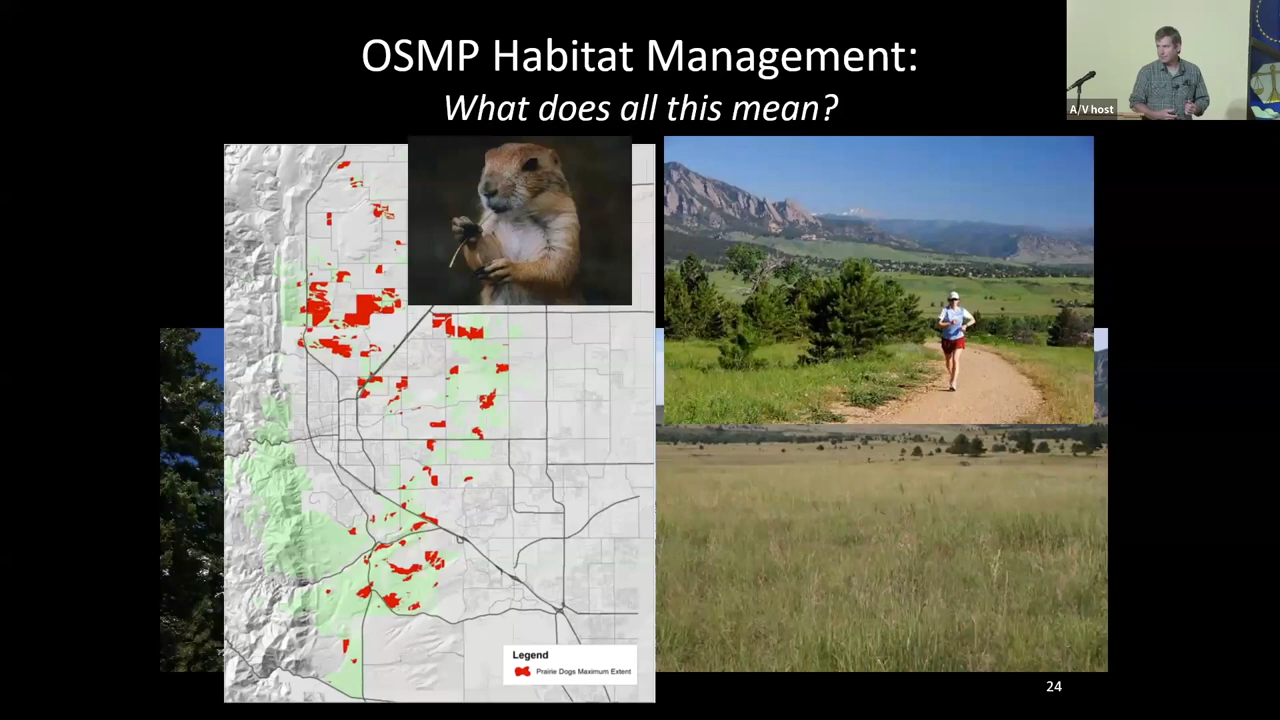 OSMP Habitat Management:
What does all this mean?
A/V host
Legend
Prairie Dogs Maximum Extent
24